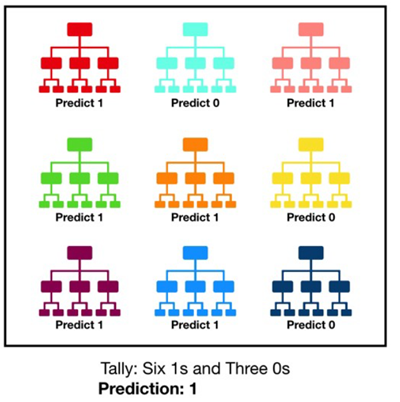 Predict 1 Predict 0 Predict 1
Predict 1 Predict 1 Predict 0
Predict 1 Predict 1 Predict 0
Tally: Six 1s and Three 0s
Prediction: 1